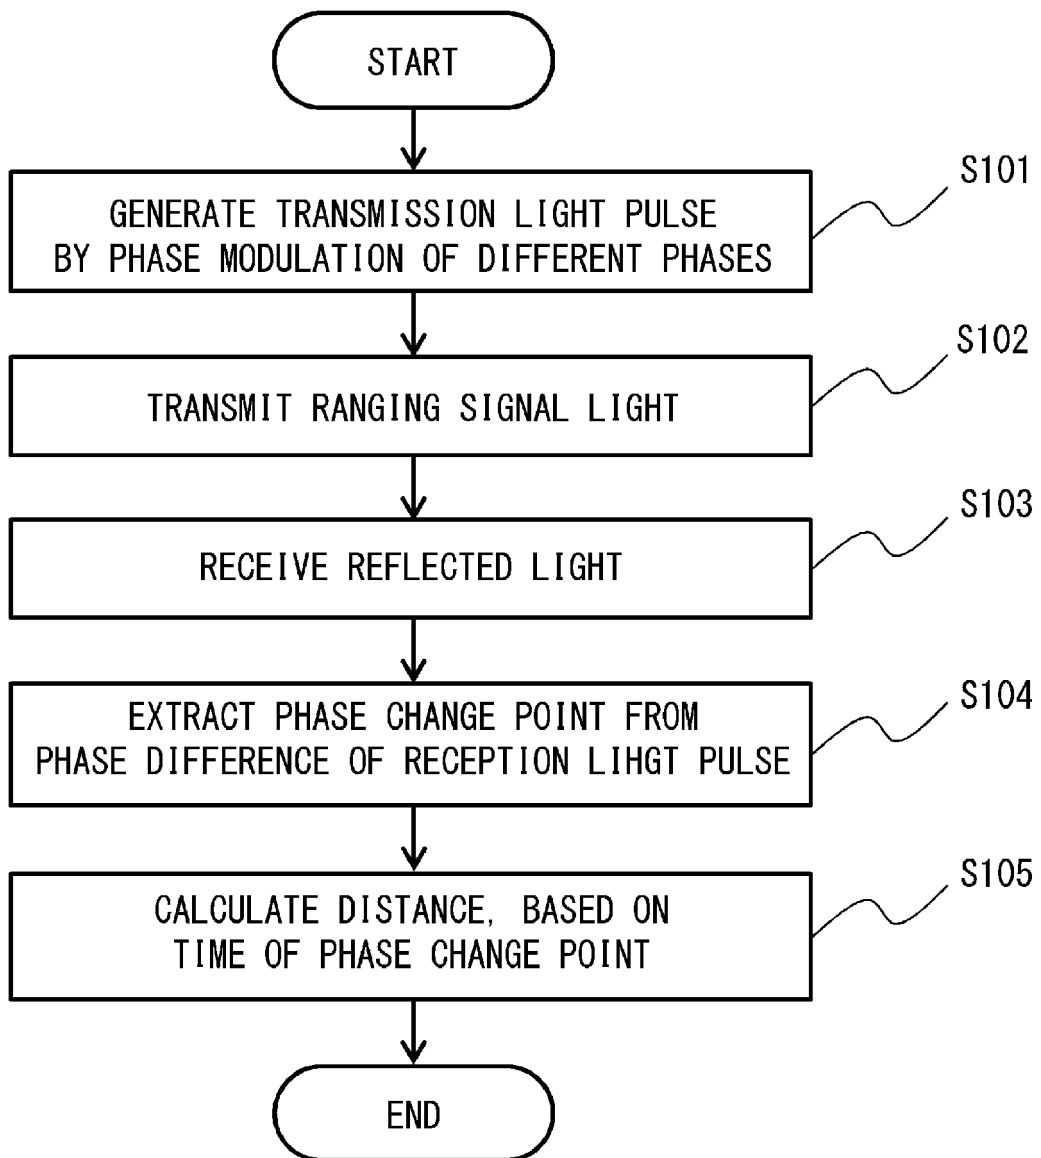 START
S101
GENERATE TRANSMISSION LIGHT PULSE
BY PHASE MODULATION OF DIFFERENT PHASES
S102
TRANSMIT RANGING SIGNAL LIGHT
S103
RECEIVE REFLECTED LIGHT
S104
EXTRACT PHASE CHANGE POINT FROM
PHASE DIFFERENCE OF RECEPTION LIHGT PULSE
S105
CALCULATE DISTANCE, BASED ON
TIME OF PHASE CHANGE POINT
END